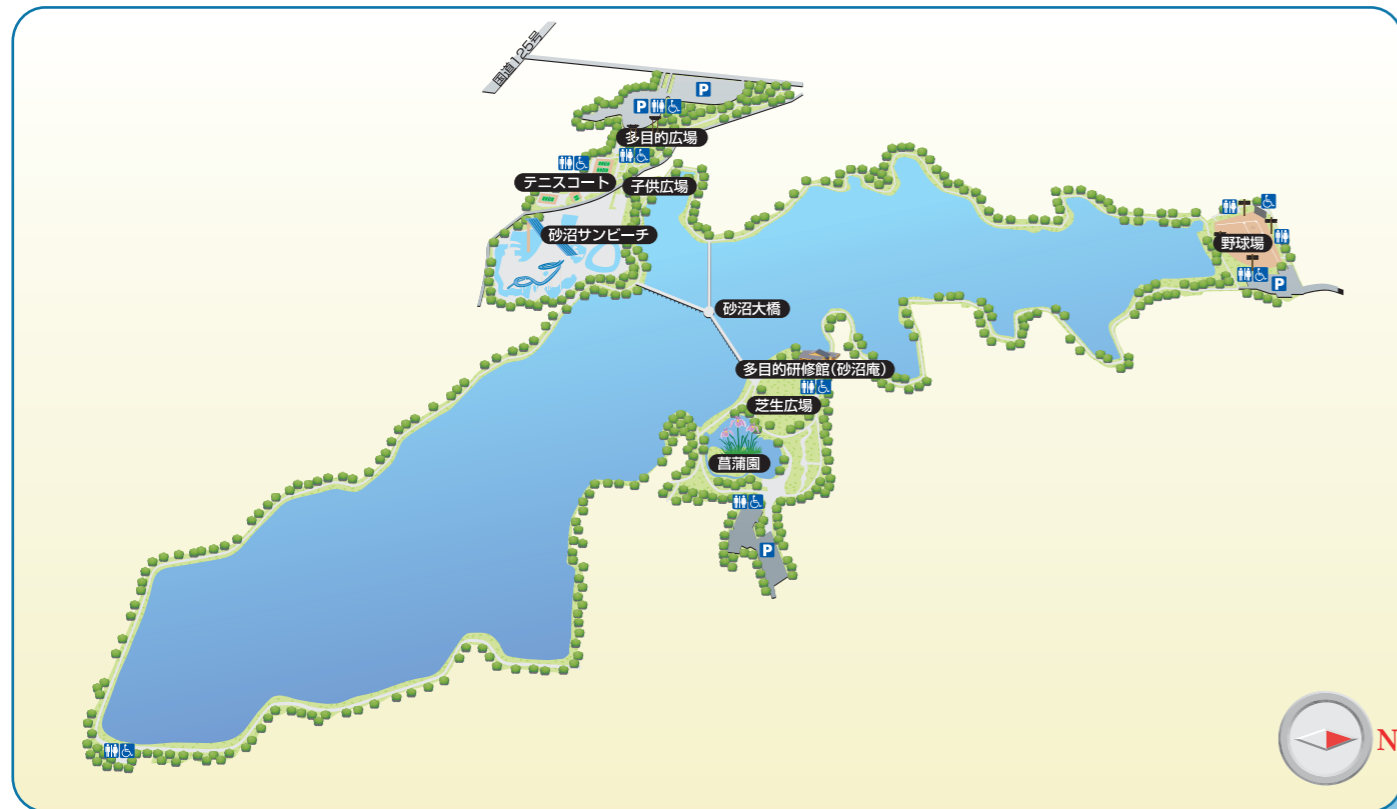 国道125号
P
P
多目的広場
テニスコート
子供広場
砂沼サンビーチ
野球場
P
砂沼大橋
多目的研修館(砂沼庵)
芝生広場
菖蒲園
P
N